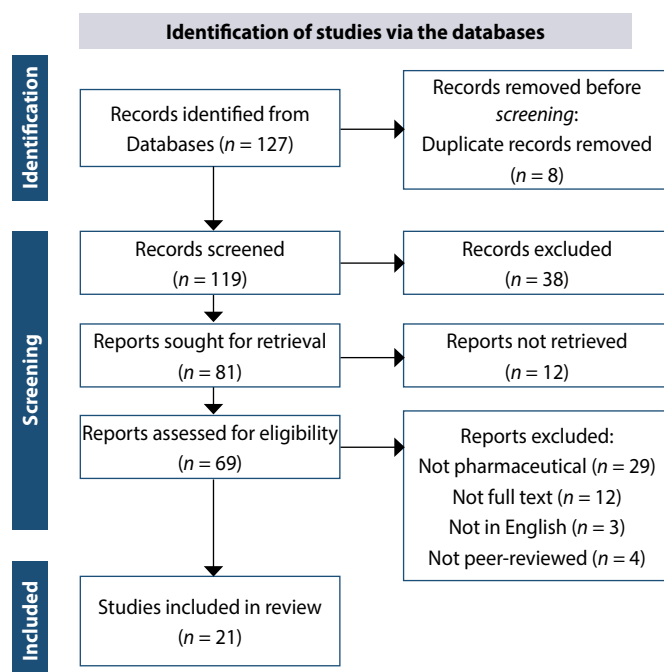 Identification of studies via the databases
Identification
Records identified from
Databases (n = 127)
Records removed before
screening:
Duplicate records removed
(n = 8)
Screening
Records screened
(n = 119)
Records excluded
(n = 38)
Reports sought for retrieval
(n = 81)
Reports not retrieved
(n = 12)
Reports assessed for eligibility
(n = 69)
Reports excluded:
Not pharmaceutical (n = 29)
Not full text (n = 12)
Not in English (n = 3)
Not peer-reviewed (n = 4)
Included
Studies included in review
(n = 21)